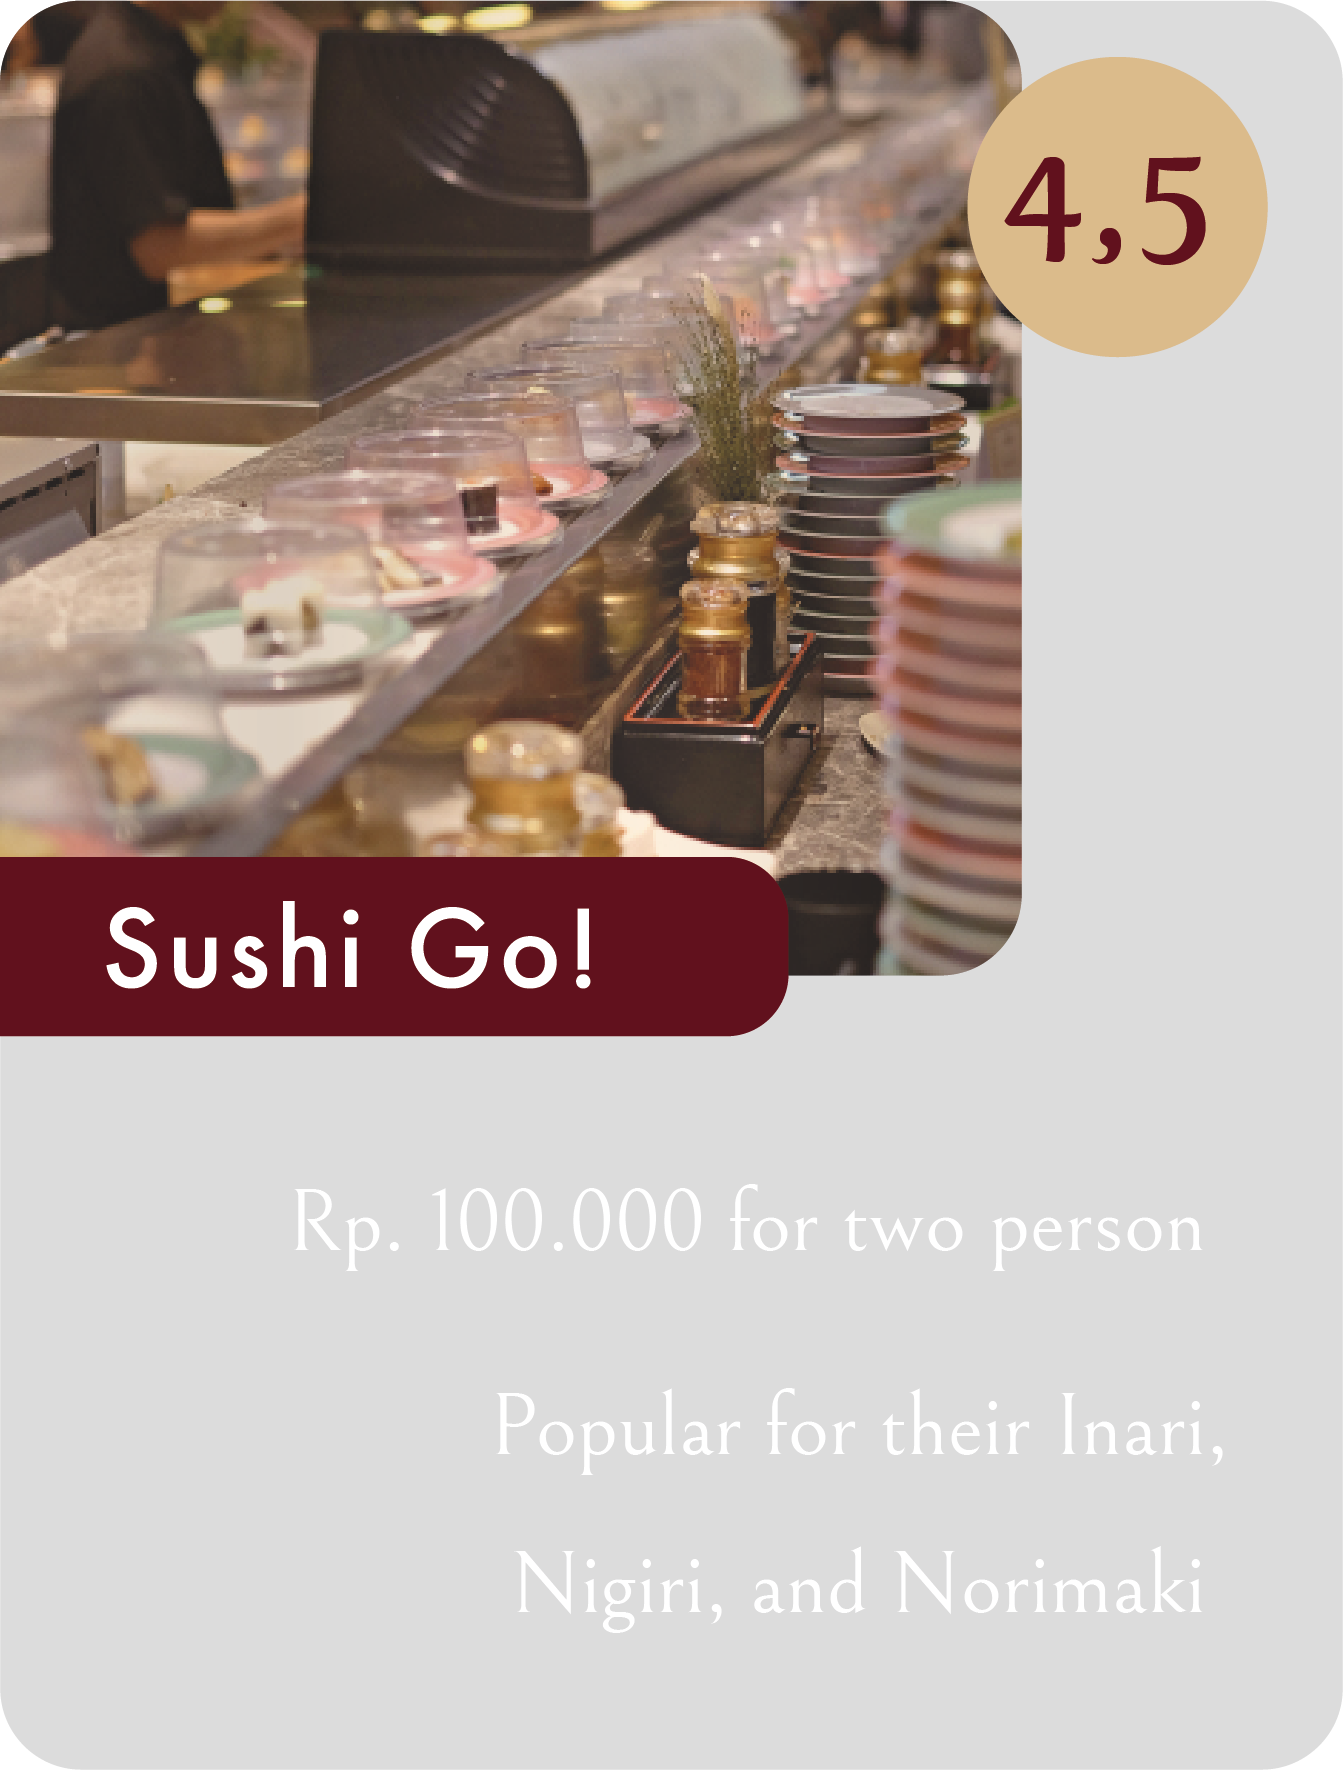 4,5
Sushi Go!
Rp. 100.000 for two person
Popular for their Inari,
Nigiri, and Norimaki